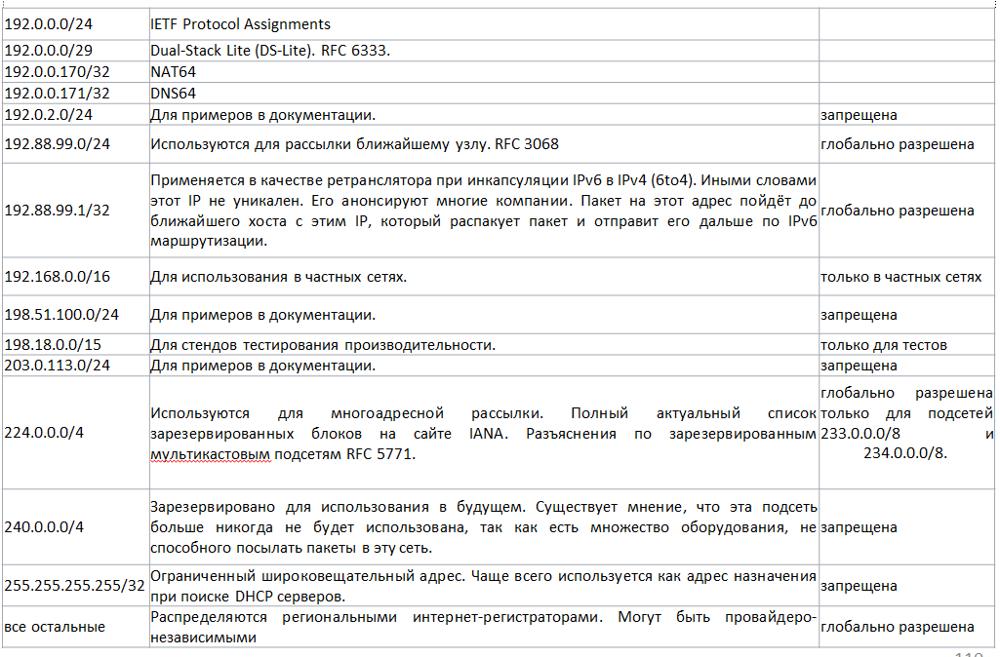 192.0.0.0/24 IETF Protocol Assignments
192.0.0.0/29 Dual-Stack Lite (DS-Lite). RFC 6333.
192.0.0.170/32 NAT64
192.0.0.171/32 DNS64
192.0.2.0/24 Для примеров в документации. запрещена
192.88.99.0/24 Используются для рассылки ближайшему узлу. RFC 3068 глобально разрешена
192.88.99.1/32
Применяется в качестве ретранслятора при инкапсуляции IPv6 в IPv4 (6to4). Иными словами
этот IP не уникален. Его анонсируют многие компании. Пакет на этот адрес пойдёт до
ближайшего хоста с этим IP, который распакует пакет и отправит его дальше по IPv6
маршрутизации.
глобально разрешена
192.168.0.0/16 Для использования в частных сетях. только в частных сетях
198.51.100.0/24 Для примеров в документации. запрещена
198.18.0.0/15 Для стендов тестирования производительности. только для тестов
203.0.113.0/24 Для примеров в документации. запрещена
224.0.0.0/4
Используются для многоадресной рассылки. Полный актуальный список
зарезервированных блоков на сайте IANA. Разъяснения по зарезервированным
мультикастовым подсетям RFC 5771.
глобально разрешена
только для подсетей
233.0.0.0/8 и
234.0.0.0/8.
240.0.0.0/4
Зарезервировано для использования в будущем. Существует мнение, что эта подсеть
больше никогда не будет использована, так как есть множество оборудования, не
способного посылать пакеты в эту сеть.
запрещена
255.255.255.255/32
Ограниченный широковещательный адрес. Чаще всего используется как адрес назначения
при поиске DHCP серверов.
запрещена
все остальные
Распределяются региональными интернет-регистраторами. Могут быть провайдеро-
независимыми
глобально разрешена